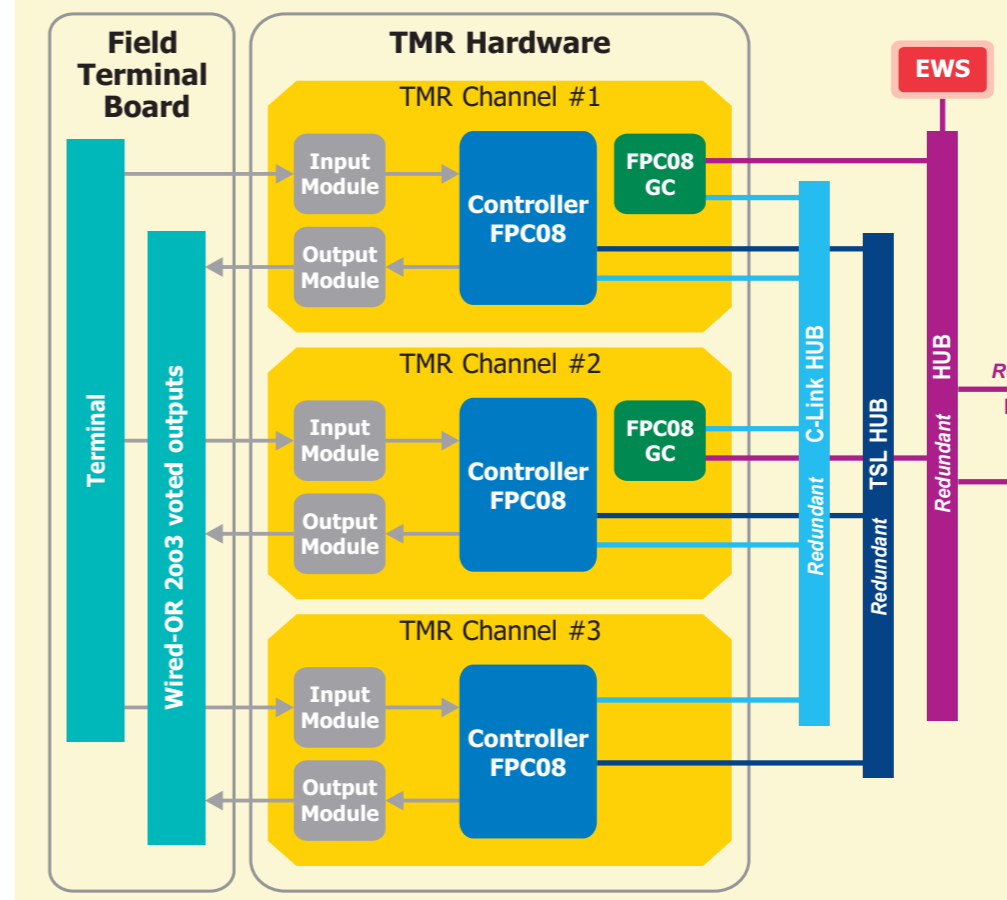 Field
Terminal
Board
TMR Hardware
EWS
TMR Channel #1
Input
Module
Controller
FPC08
FPC08
GC
Output
Module
TMR Channel #2
Input
Module
Controller
FPC08
FPC08
GC
Output
Module
TMR Channel #3
Input
Module
Controller
FPC08
Output
Module
Terminal
Wired-OR 2oo3 voted outputs
Redundant C-Link HUB
Redundant TSL HUB
Redundant HUB
R